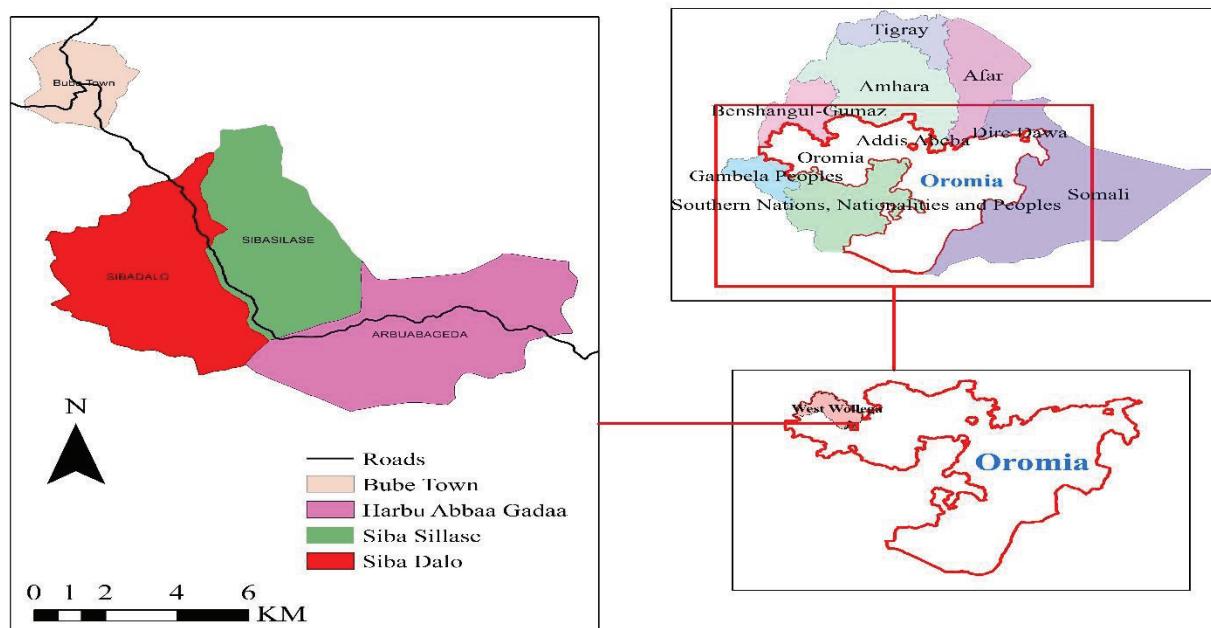 Bube Town
SIBASILASE
SIBADALO
ARBUABAGEDA
N
Roads
Bube Town
Harbu Abbaa Gadaa
Siba Sillase
Siba Dalo
0 1 2 4 6
KM
Tigray
Afar
Amhara
Benshangul-Gumaz
Dire Dawa
Addis Abeba
Oromia
Gambela Peoples
Oromia
Somali
Southern Nations, Nationalities and Peoples
West Wollega
Oromia